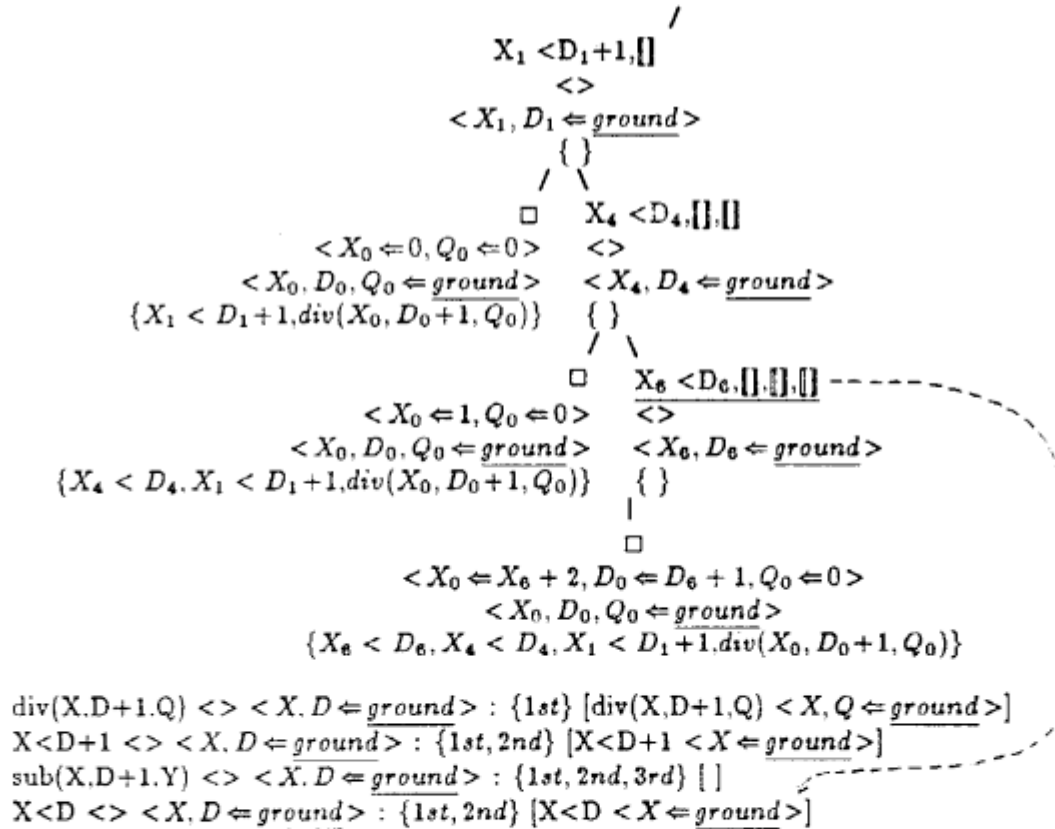 X₁ <D₁+1,[]
<>
< X₁, D₁ ⇐ ground >
{ }
□ X₄ <D₄,[],[]
< X₀ ⇐ 0, Q₀ ⇐ 0 > <>
< X₀, D₀, Q₀ ⇐ ground > < X₄, D₄ ⇐ ground >
{X₁ < D₁+1,div(X₀, D₀+1, Q₀)} { }
□ X₆ <D₆,[],[],[]
< X₀ ⇐ 1, Q₀ ⇐ 0 > <>
< X₀, D₀, Q₀ ⇐ ground > < X₆, D₆ ⇐ ground >
{X₄ < D₄, X₁ < D₁+1,div(X₀, D₀+1, Q₀)} { }
□
< X₀ ⇐ X₆ + 2, D₀ ⇐ D₆ + 1, Q₀ ⇐ 0 >
< X₀, D₀, Q₀ ⇐ ground >
{X₆ < D₆, X₄ < D₄, X₁ < D₁+1,div(X₀, D₀+1, Q₀)}
div(X,D+1,Q) <> < X, D ⇐ ground > : {1st} [div(X,D+1,Q) < X, Q ⇐ ground >]
X<D+1 <> < X, D ⇐ ground > : {1st, 2nd} [X<D+1 < X ⇐ ground >]
sub(X,D+1,Y) <> < X, D ⇐ ground > : {1st, 2nd, 3rd} [ ]
X<D <> < X, D ⇐ ground > : {1st, 2nd} [X<D < X ⇐ ground >]